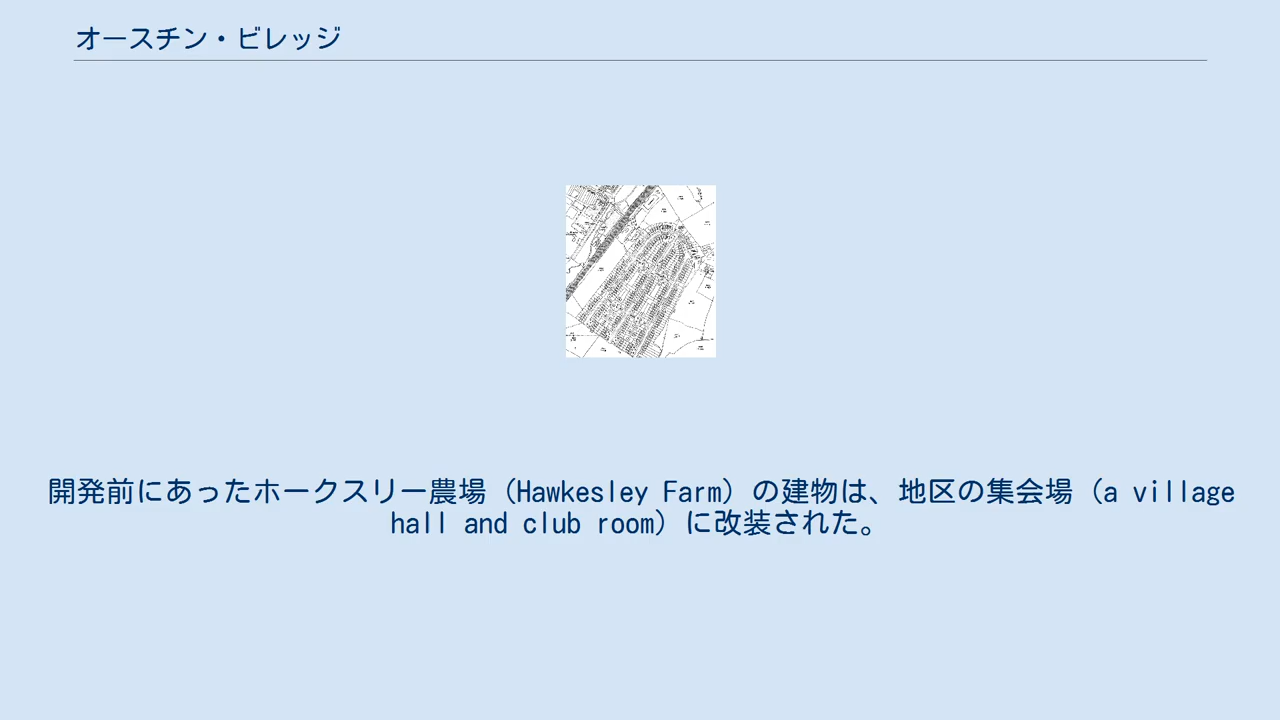 オースチン・ビレッジ
開発前にあったホークスリー農場（Hawkesley Farm）の建物は、地区の集会場（a village
hall and club room）に改装された。